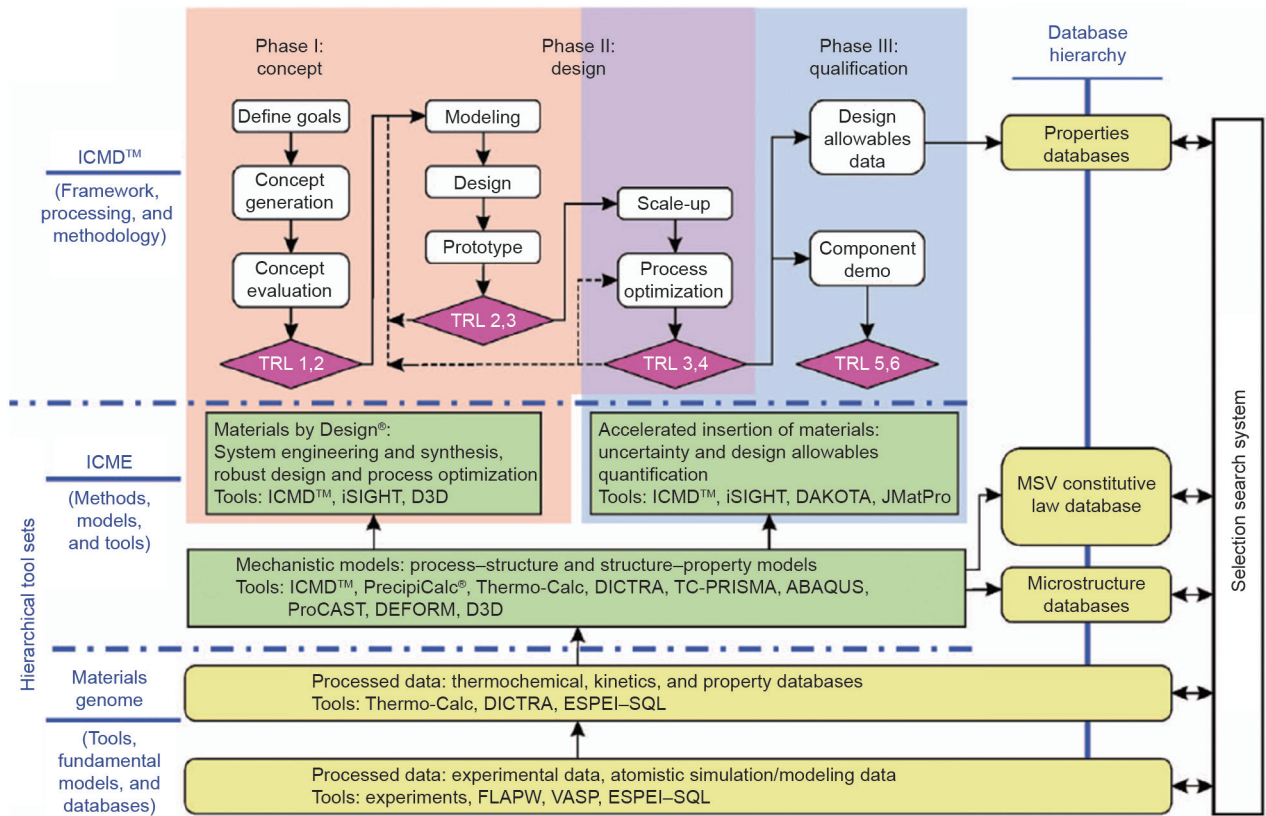 Phase I:
concept
Phase II:
design
Phase III:
qualification
Database
hierarchy
ICMD™
(Framework,
processing, and
methodology)
Define goals
Concept
generation
Concept
evaluation
TRL 1,2
Modeling
Design
Prototype
TRL 2,3
Scale-up
Process
optimization
TRL 3,4
Design
allowables
data
Component
demo
TRL 5,6
Properties
databases
Selection search system
Hierarchical tool sets
ICME
(Methods,
models,
and tools)
Materials by Design®:
System engineering and synthesis,
robust design and process optimization
Tools: ICMD™, iSIGHT, D3D
Accelerated insertion of materials:
uncertainty and design allowables
quantification
Tools: ICMD™, iSIGHT, DAKOTA, JMatPro
MSV constitutive
law database
Mechanistic models: process–structure and structure–property models
Tools: ICMD™, PrecipiCalc®, Thermo-Calc, DICTRA, TC-PRISMA, ABAQUS,
ProCAST, DEFORM, D3D
Microstructure
databases
Materials
genome
(Tools,
fundamental
models, and
databases)
Processed data: thermochemical, kinetics, and property databases
Tools: Thermo-Calc, DICTRA, ESPEI–SQL
Processed data: experimental data, atomistic simulation/modeling data
Tools: experiments, FLAPW, VASP, ESPEI–SQL